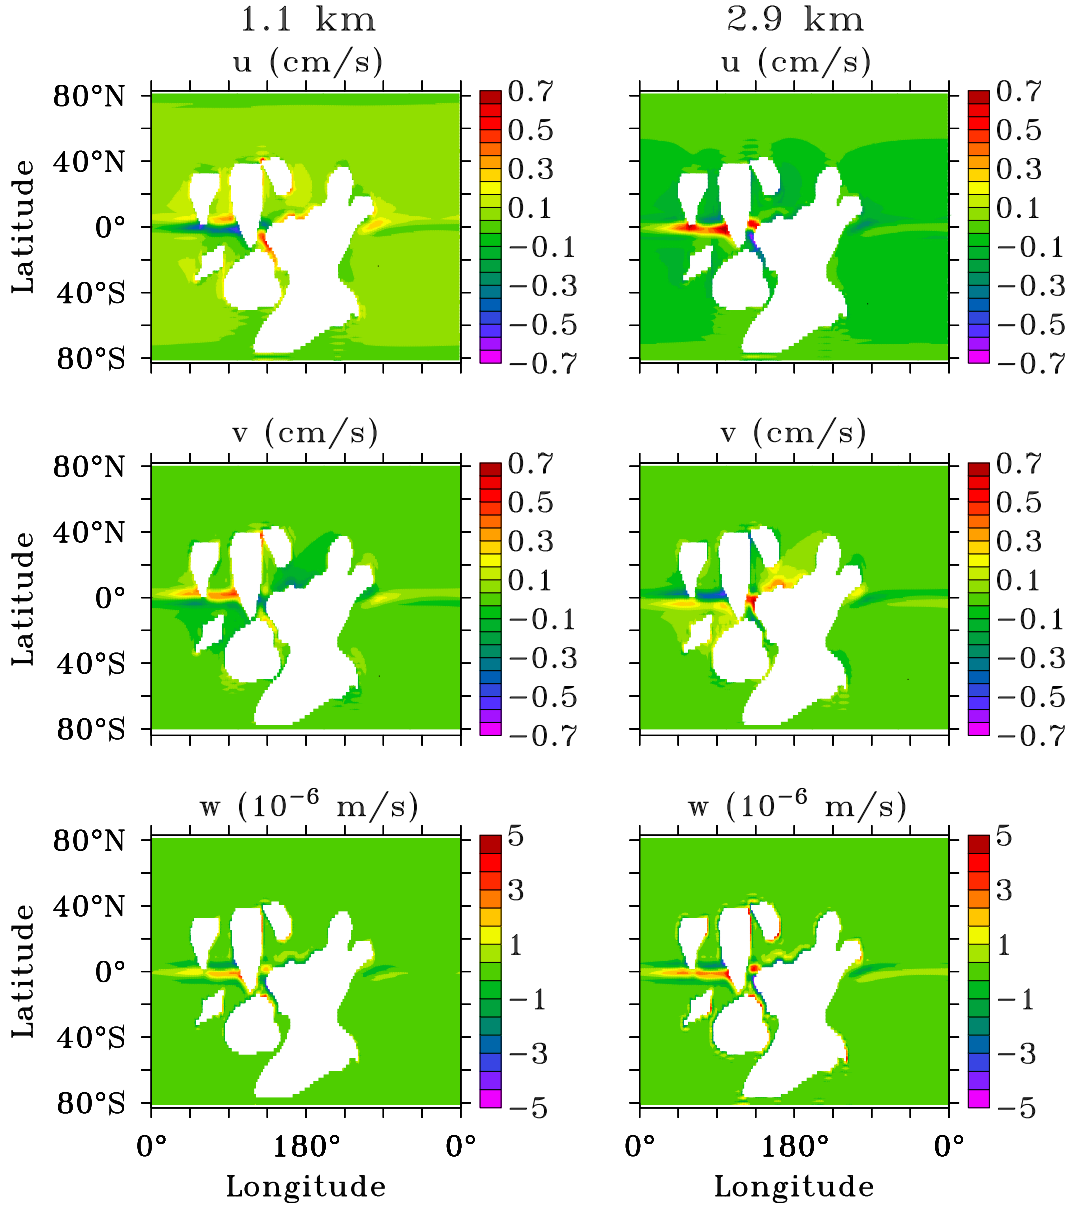 1.1 km 2.9 km
u (cm/s) u (cm/s)
80°N 0.7 0.7
0.5 0.5
40°N 0.3 0.3
0.1 0.1
Latitude 0° −0.1 −0.1
40°S −0.3 −0.3
−0.5 −0.5
80°S −0.7 −0.7
v (cm/s) v (cm/s)
80°N 0.7 0.7
0.5 0.5
40°N 0.3 0.3
0.1 0.1
Latitude 0° −0.1 −0.1
40°S −0.3 −0.3
−0.5 −0.5
80°S −0.7 −0.7
w (10⁻⁶ m/s) w (10⁻⁶ m/s)
80°N 5 5
40°N 3 3
1 1
Latitude 0° −1 −1
40°S −3 −3
80°S −5 −5
0° 180° 0° 0° 180° 0°
Longitude Longitude